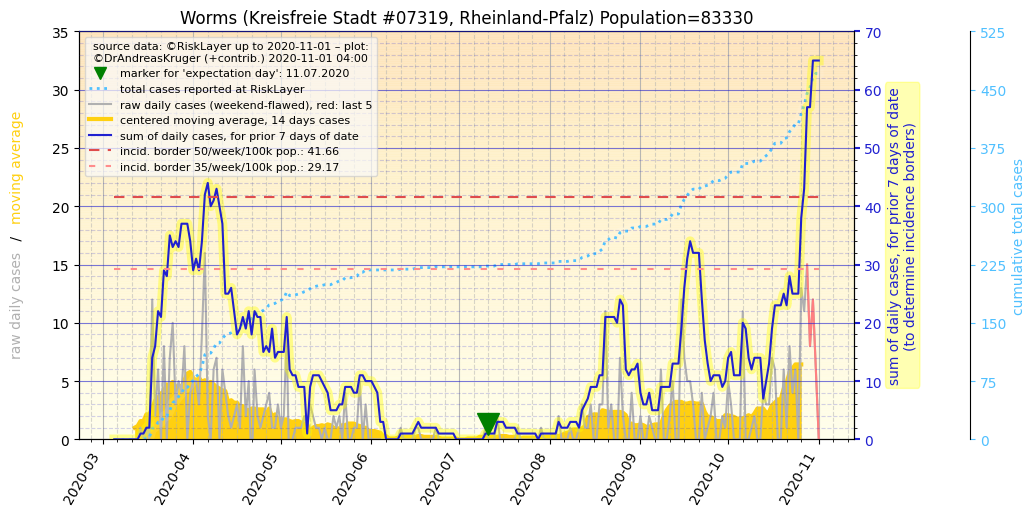 Worms (Kreisfreie Stadt #07319, Rheinland-Pfalz) Population=83330
source data: ©RiskLayer up to 2020-11-01 – plot:
©DrAndreasKruger (+contrib.) 2020-11-01 04:00
marker for 'expectation day': 11.07.2020
total cases reported at RiskLayer
raw daily cases (weekend-flawed), red: last 5
centered moving average, 14 days cases
sum of daily cases, for prior 7 days of date
incid. border 50/week/100k pop.: 41.66
incid. border 35/week/100k pop.: 29.17
raw daily cases / moving average
35
30
25
20
15
10
5
0
2020-03
2020-04
2020-05
2020-06
2020-07
2020-08
2020-09
2020-10
2020-11
70
60
50
40
30
20
10
0
sum of daily cases, for prior 7 days of date
(to determine incidence borders)
525
450
375
300
225
150
75
0
cumulative total cases